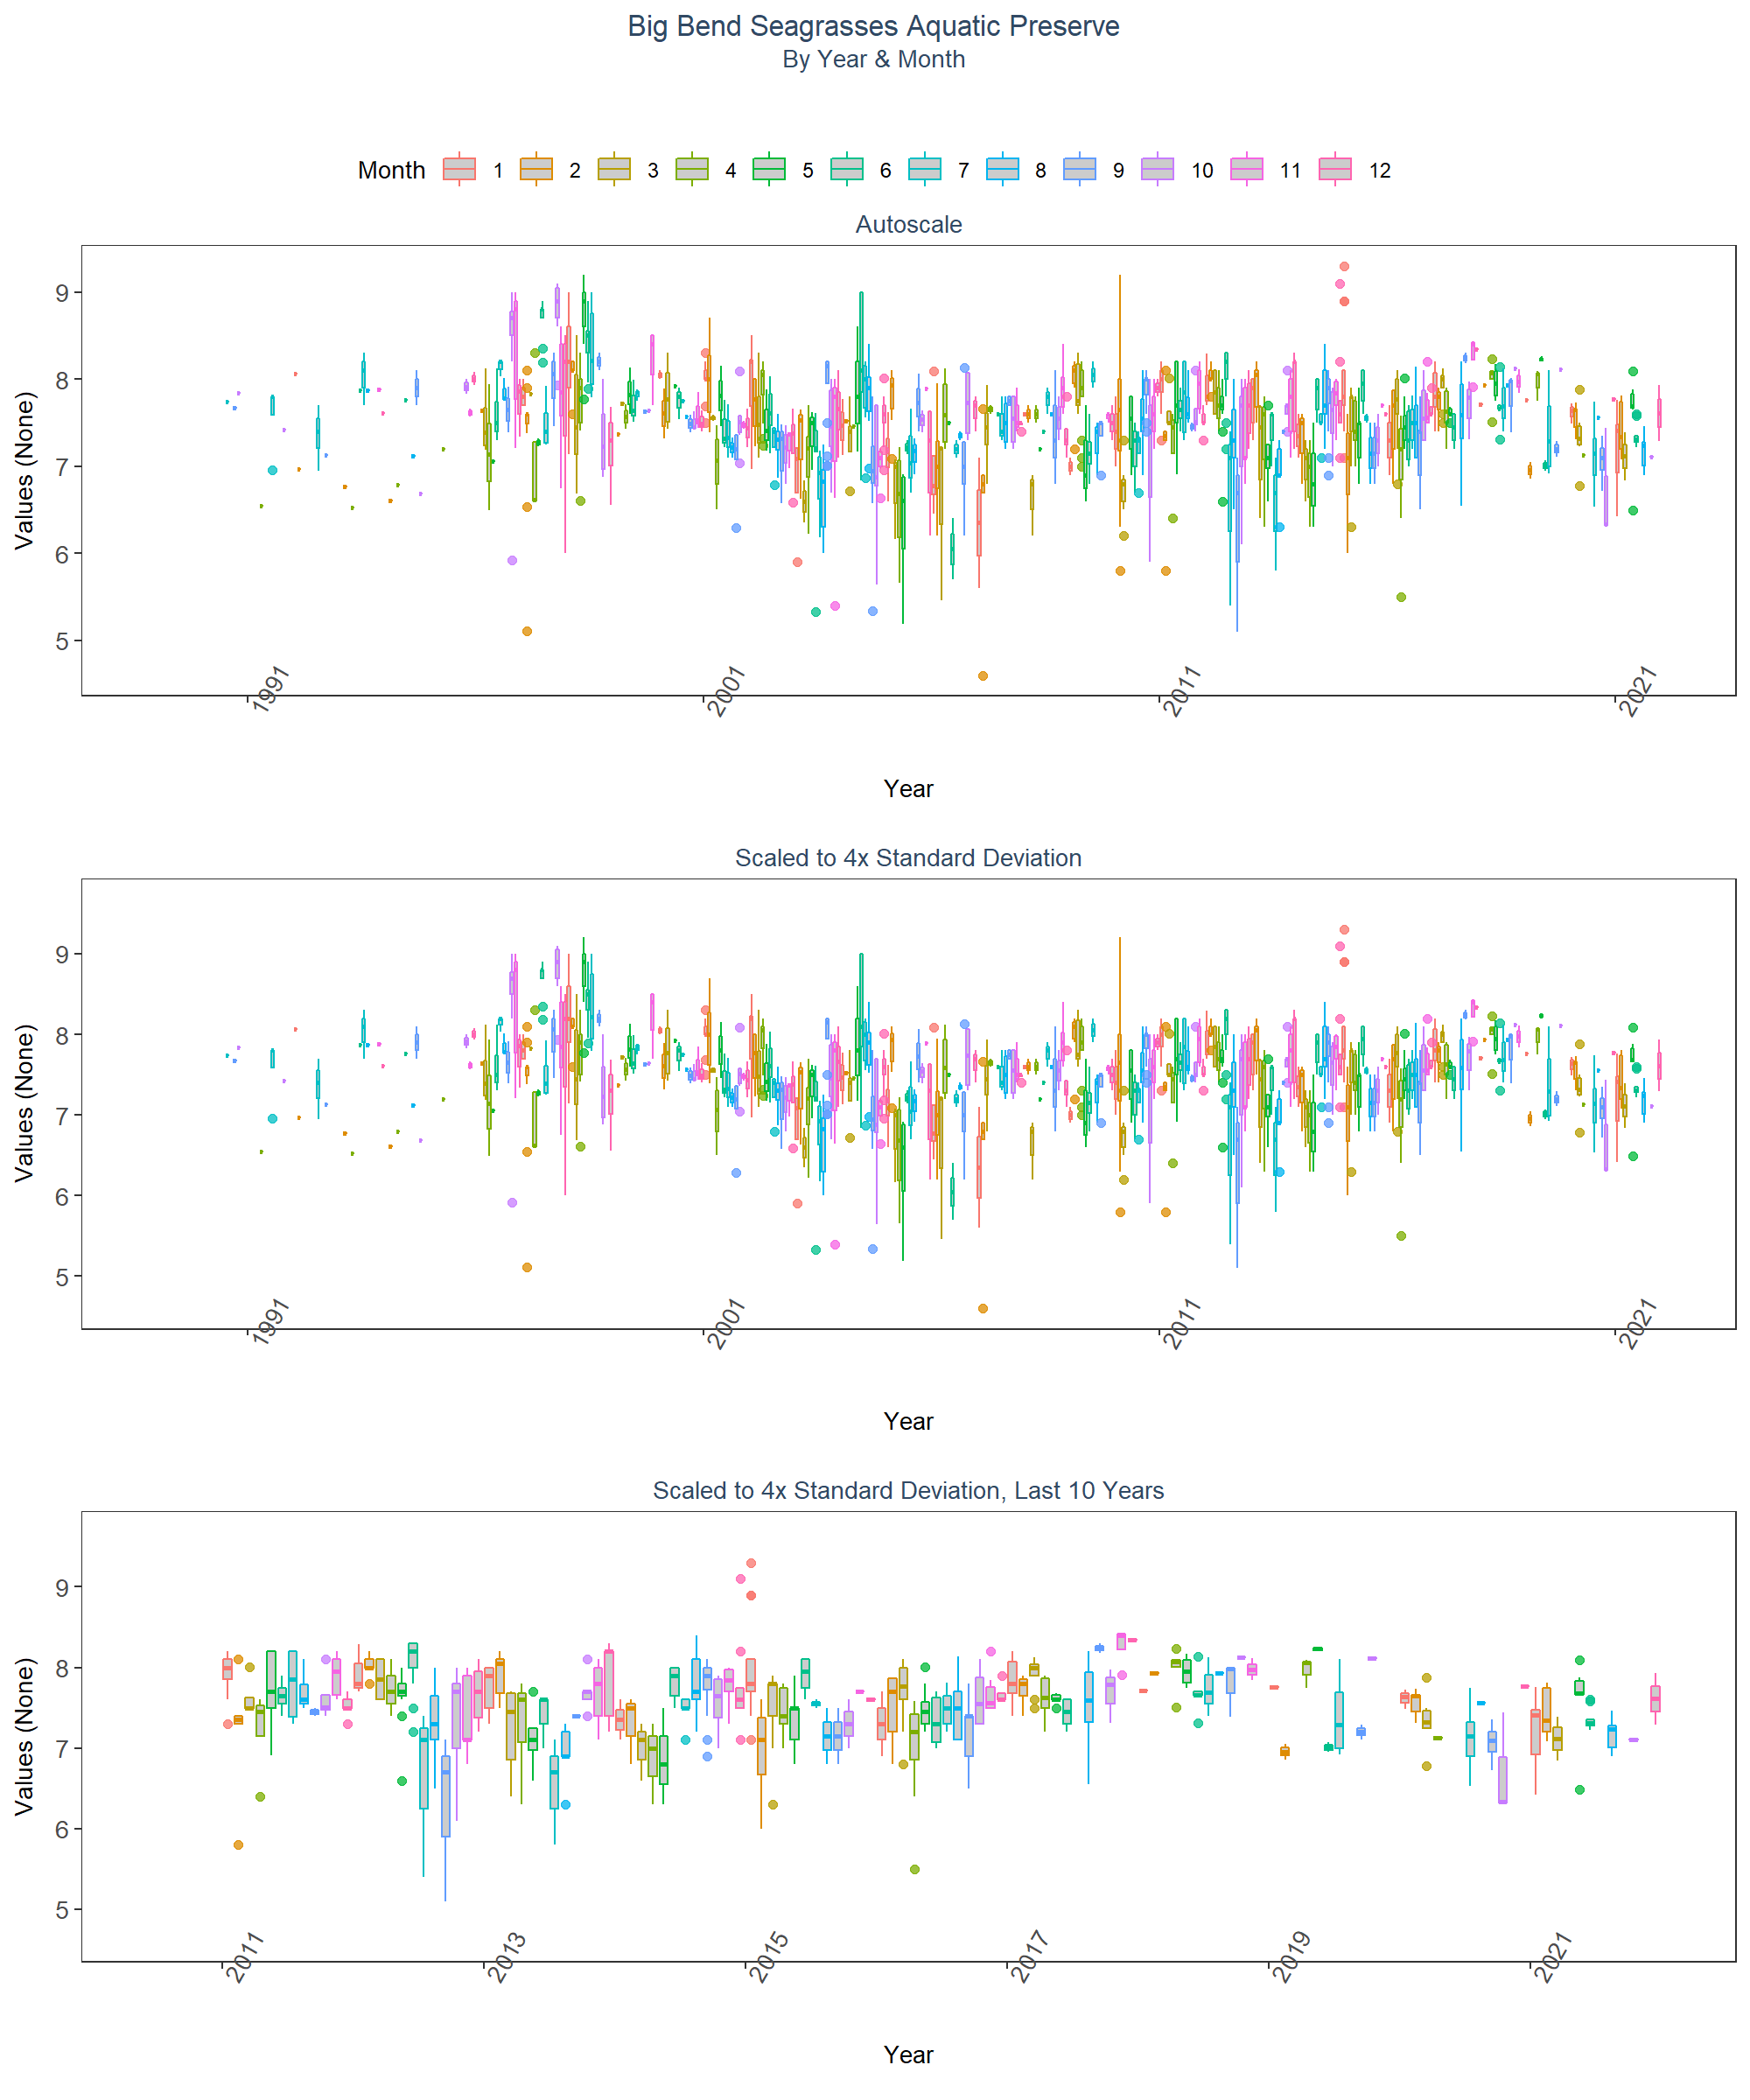 Big Bend Seagrasses Aquatic Preserve
By Year & Month
Month 1 2 3 4 5 6 7 8 9 10 11 12
Autoscale
Values (None)
9
8
7
6
5
1991 2001 2011 2021
Year
Scaled to 4x Standard Deviation
Values (None)
9
8
7
6
5
1991 2001 2011 2021
Year
Scaled to 4x Standard Deviation, Last 10 Years
Values (None)
9
8
7
6
5
2011 2013 2015 2017 2019 2021
Year